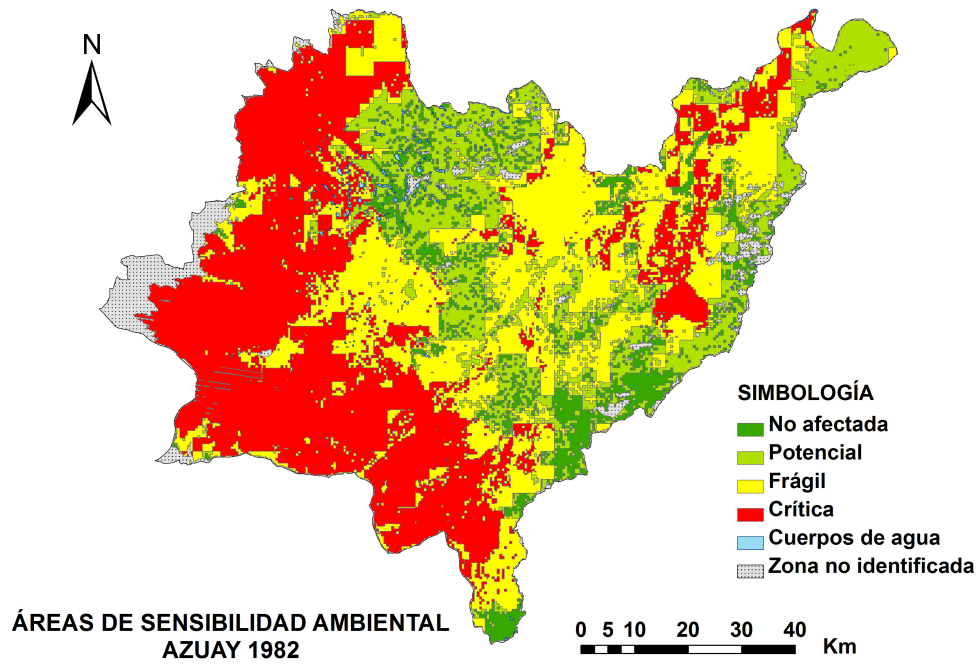 N
SIMBOLOGÍA
No afectada
Potencial
Frágil
Crítica
Cuerpos de agua
Zona no identificada
ÁREAS DE SENSIBILIDAD AMBIENTAL
AZUAY 1982
0 5 10 20 30 40 Km